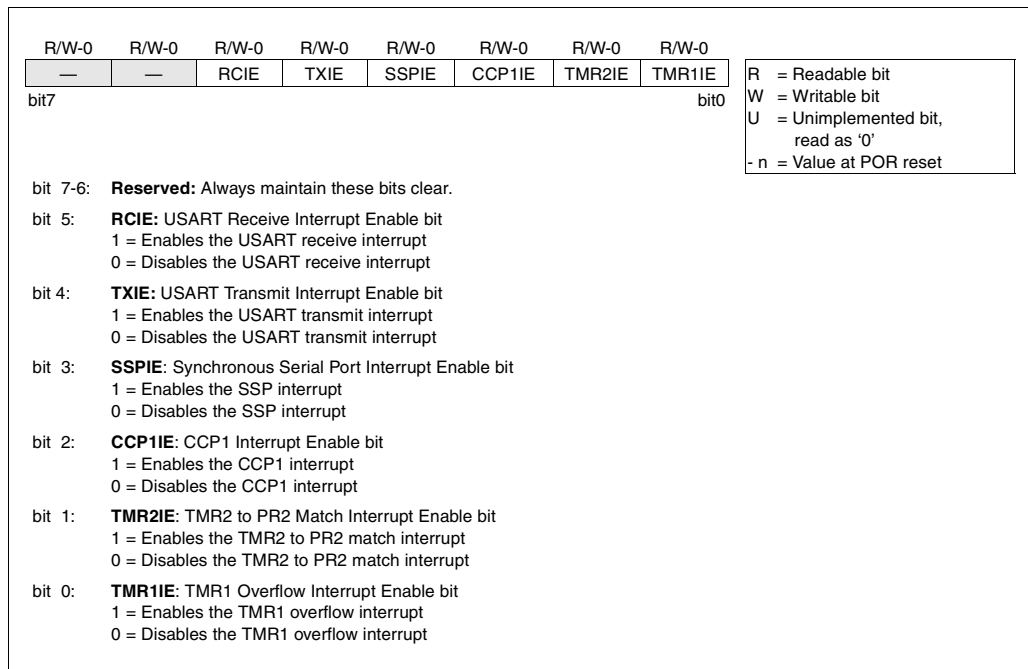 R/W-0 R/W-0 R/W-0 R/W-0 R/W-0 R/W-0 R/W-0 R/W-0
— — RCIE TXIE SSPIE CCP1IE TMR2IE TMR1IE
bit7 bit0
R = Readable bit
W = Writable bit
U = Unimplemented bit,
read as ‘0’
- n = Value at POR reset
bit 7-6: Reserved: Always maintain these bits clear.
bit 5: RCIE: USART Receive Interrupt Enable bit
1 = Enables the USART receive interrupt
0 = Disables the USART receive interrupt
bit 4: TXIE: USART Transmit Interrupt Enable bit
1 = Enables the USART transmit interrupt
0 = Disables the USART transmit interrupt
bit 3: SSPIE: Synchronous Serial Port Interrupt Enable bit
1 = Enables the SSP interrupt
0 = Disables the SSP interrupt
bit 2: CCP1IE: CCP1 Interrupt Enable bit
1 = Enables the CCP1 interrupt
0 = Disables the CCP1 interrupt
bit 1: TMR2IE: TMR2 to PR2 Match Interrupt Enable bit
1 = Enables the TMR2 to PR2 match interrupt
0 = Disables the TMR2 to PR2 match interrupt
bit 0: TMR1IE: TMR1 Overflow Interrupt Enable bit
1 = Enables the TMR1 overflow interrupt
0 = Disables the TMR1 overflow interrupt